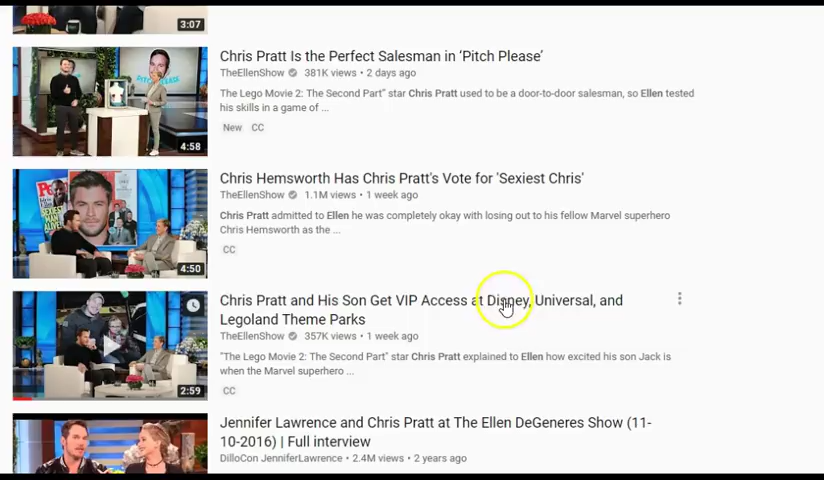 3:07
Chris Pratt Is the Perfect Salesman in ‘Pitch Please’
TheEllenShow 381K views • 2 days ago
The Lego Movie 2: The Second Part" star Chris Pratt used to be a door-to-door salesman, so Ellen tested
his skills in a game of ...
New CC
PITCH PLEASE
4:58
Chris Hemsworth Has Chris Pratt's Vote for 'Sexiest Chris'
TheEllenShow 1.1M views • 1 week ago
Chris Pratt admitted to Ellen he was completely okay with losing out to his fellow Marvel superhero
Chris Hemsworth as the ...
CC
4:50
Chris Pratt and His Son Get VIP Access at Disney, Universal, and
Legoland Theme Parks
TheEllenShow 357K views • 1 week ago
"The Lego Movie 2: The Second Part" star Chris Pratt explained to Ellen how excited his son Jack is
when the Marvel superhero ...
CC
2:59
Jennifer Lawrence and Chris Pratt at The Ellen DeGeneres Show (11-
10-2016) | Full interview
DilloCon JenniferLawrence • 2.4M views • 2 years ago